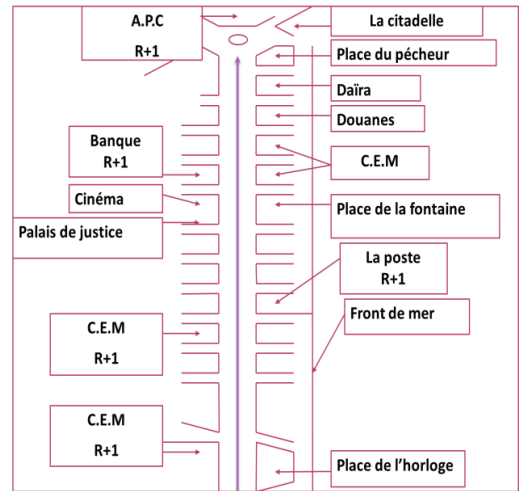 A.P.C
R+1
La citadelle
Place du pécheur
Daïra
Douanes
Banque
R+1
C.E.M
Cinéma
Place de la fontaine
Palais de justice
La poste
R+1
Front de mer
C.E.M
R+1
C.E.M
R+1
Place de l'horloge